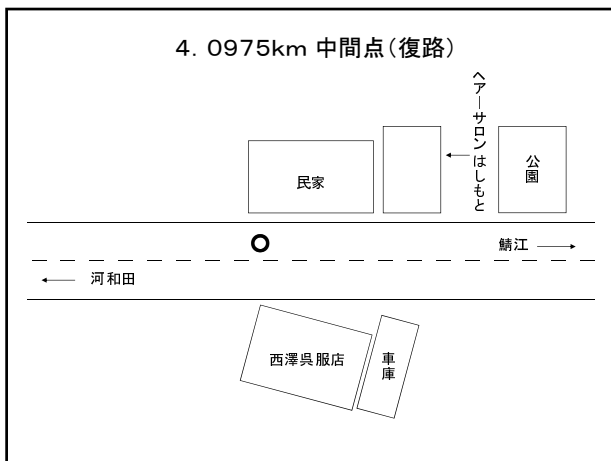 4．0975km 中間点（復路）
ヘアーサロンはしもと
公園
民家
鯖江
河和田
西澤呉服店
車庫